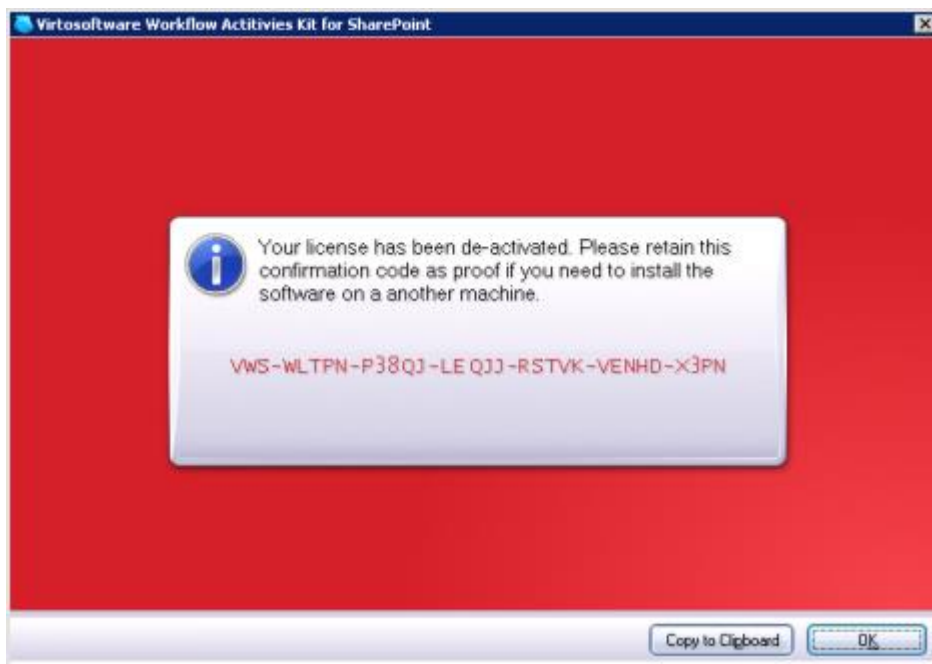 Virtosoftware Workflow Actitivies Kit for SharePoint
Your license has been de-activated. Please retain this
confirmation code as proof if you need to install the
software on a another machine.
VWS-WLTPN-P38QJ-LEQJJ-RSTVK-VENHD-X3PN
Copy to Clipboard
OK